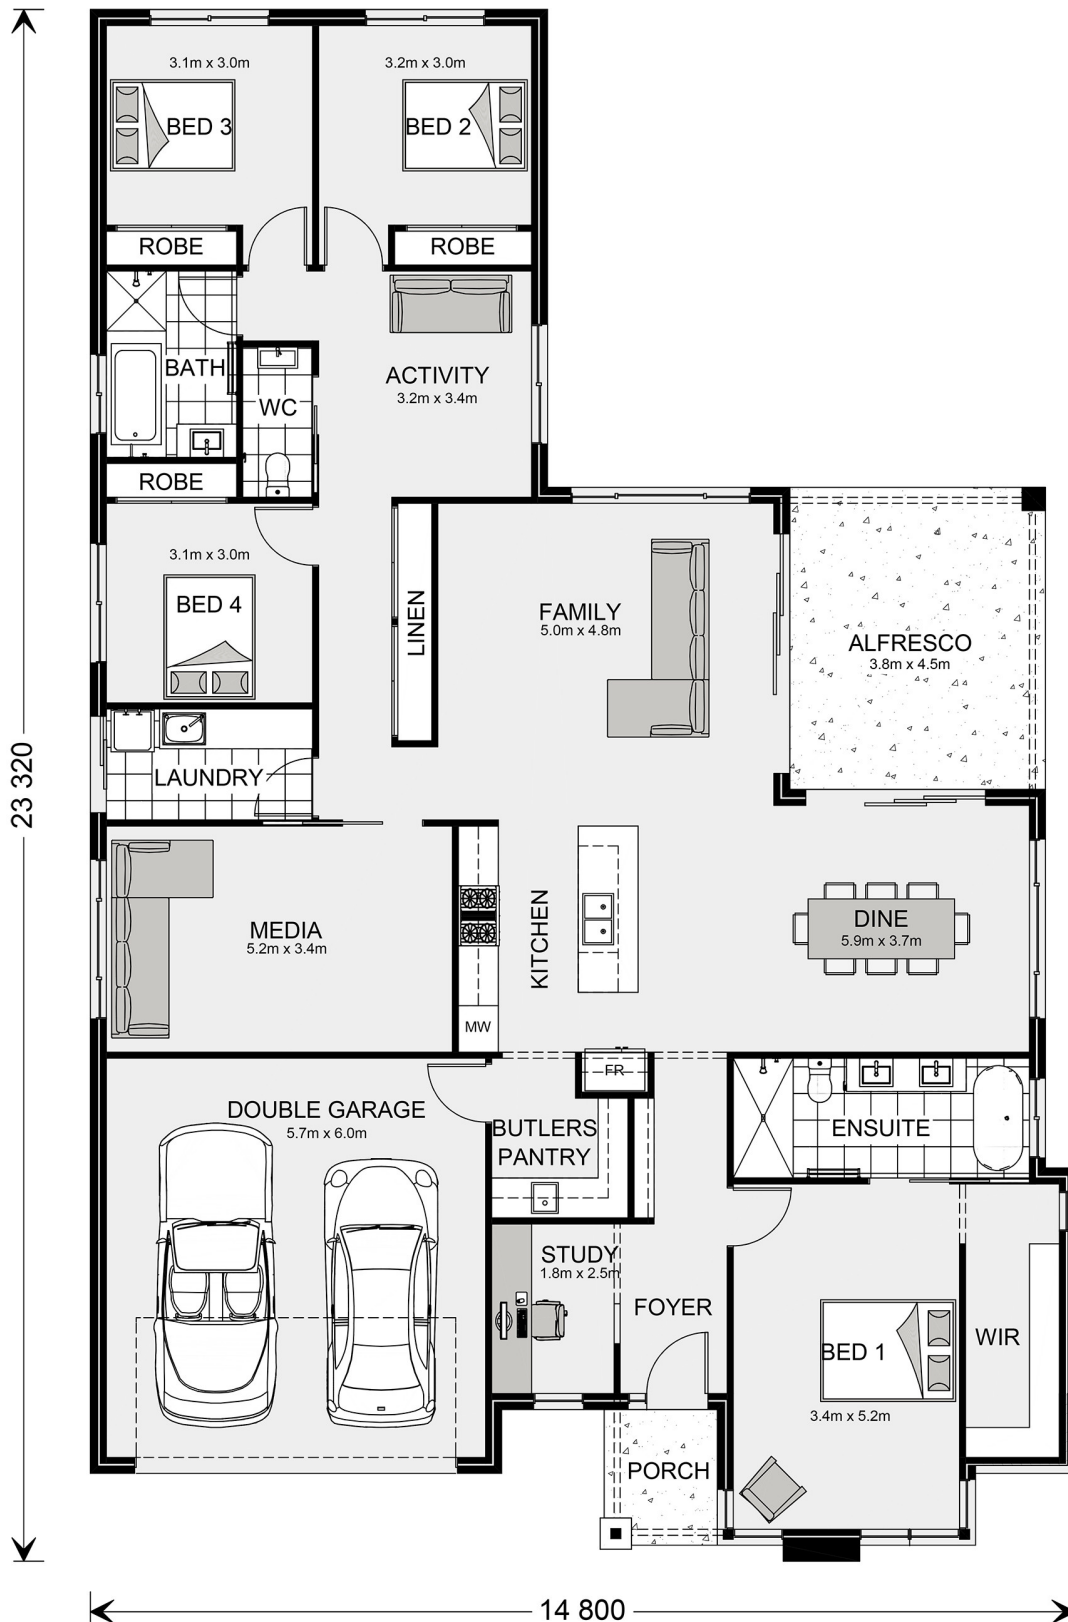 3.1m x 3.0m
3.2m x 3.0m
BED 3
BED 2
ROBE
ROBE
BATH
ACTIVITY
3.2m x 3.4m
WC
ROBE
3.1m x 3.0m
BED 4
LINEN
FAMILY
5.0m x 4.8m
ALFRESCO
3.8m x 4.5m
23 320
LAUNDRY
MEDIA
5.2m x 3.4m
KITCHEN
DINE
5.9m x 3.7m
MW
FR
DOUBLE GARAGE
5.7m x 6.0m
BUTLERS
PANTRY
ENSUITE
STUDY
1.8m x 2.5m
FOYER
BED 1
3.4m x 5.2m
WIR
PORCH
14 800